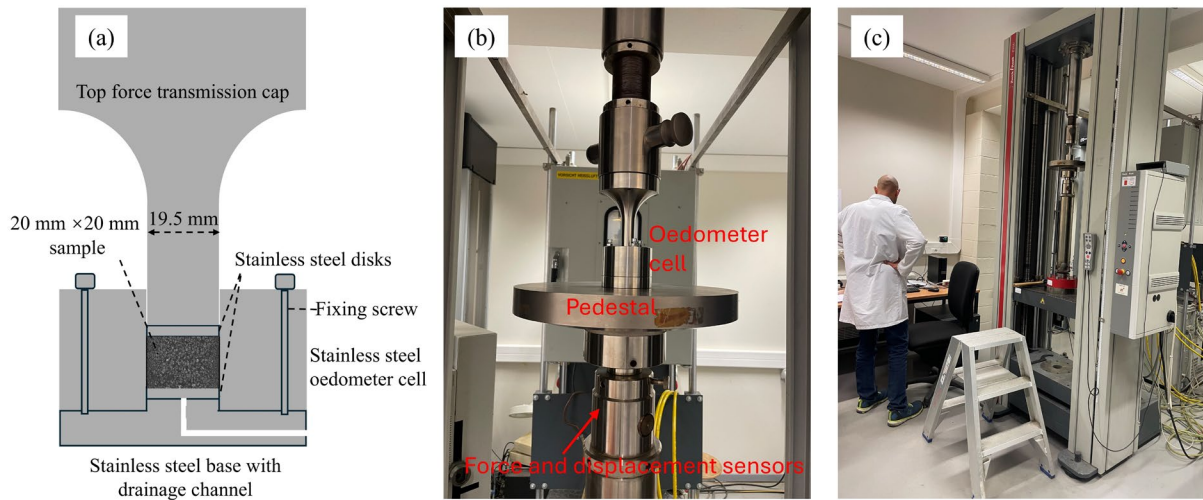 (a)
Top force transmission cap
20 mm ×20 mm
sample
19.5 mm
Stainless steel disks
Fixing screw
Stainless steel
oedometer cell
Stainless steel base with
drainage channel
(b)
Oedometer
cell
Pedestal
Force and displacement sensors
(c)